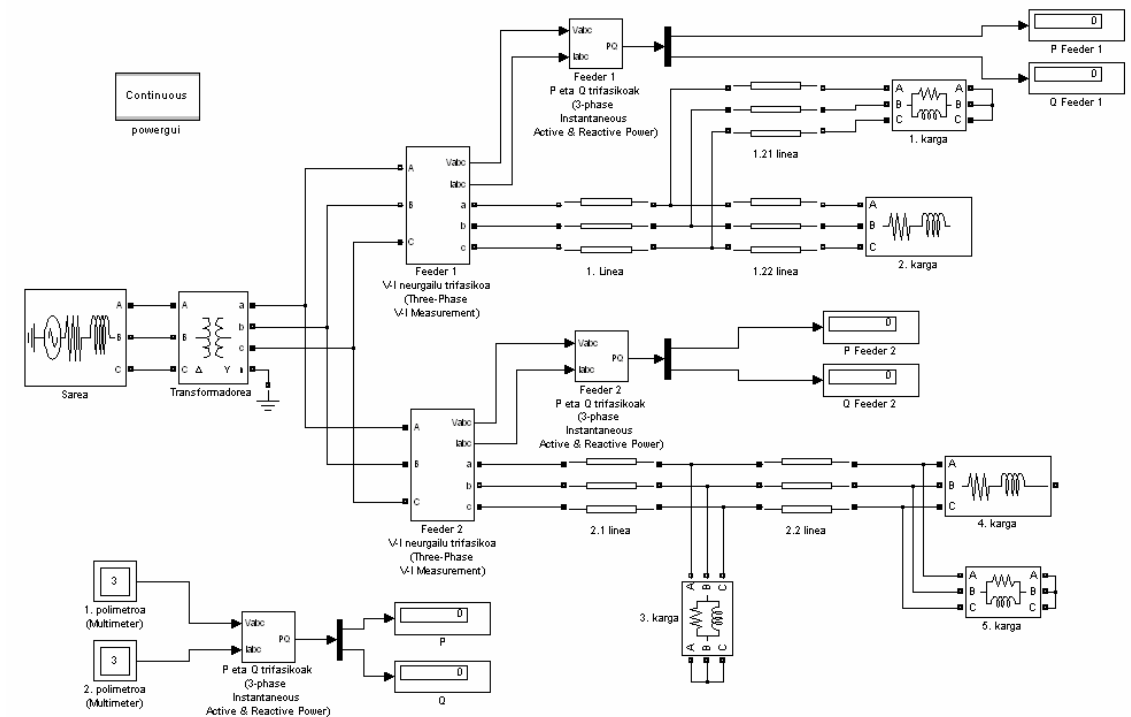 Continuous
powergui
Vabc
Iabc
PQ
Feeder 1
P eta Q trifasikoak
(3-phase
Instantaneous
Active & Reactive Power)
0
P Feeder 1
0
Q Feeder 1
1.21 linea
A A
B B
C C
1. karga
A
B
C
Vabc
Iabc
a
b
c
Feeder 1
V-I neurgailu trifasikoa
(Three-Phase
V-I Measurement)
1. Linea
1.22 linea
A
B
C
2. karga
A
B
C
Sarea
A a
B b
C c
Δ Y n
Transformadorea
Vabc
Iabc
PQ
Feeder 2
P eta Q trifasikoak
(3-phase
Instantaneous
Active & Reactive Power)
0
P Feeder 2
0
Q Feeder 2
A
B
C
Vabc
Iabc
a
b
c
Feeder 2
V-I neurgailu trifasikoa
(Three-Phase
V-I Measurement)
2.1 linea
2.2 linea
A
B
C
4. karga
A B C
A B C
3. karga
A A
B B
C C
5. karga
3
1. polimetroa
(Multimeter)
3
2. polimetroa
(Multimeter)
Vabc
Iabc
PQ
P eta Q trifasikoak
(3-phase
Instantaneous
Active & Reactive Power)
0
P
0
Q